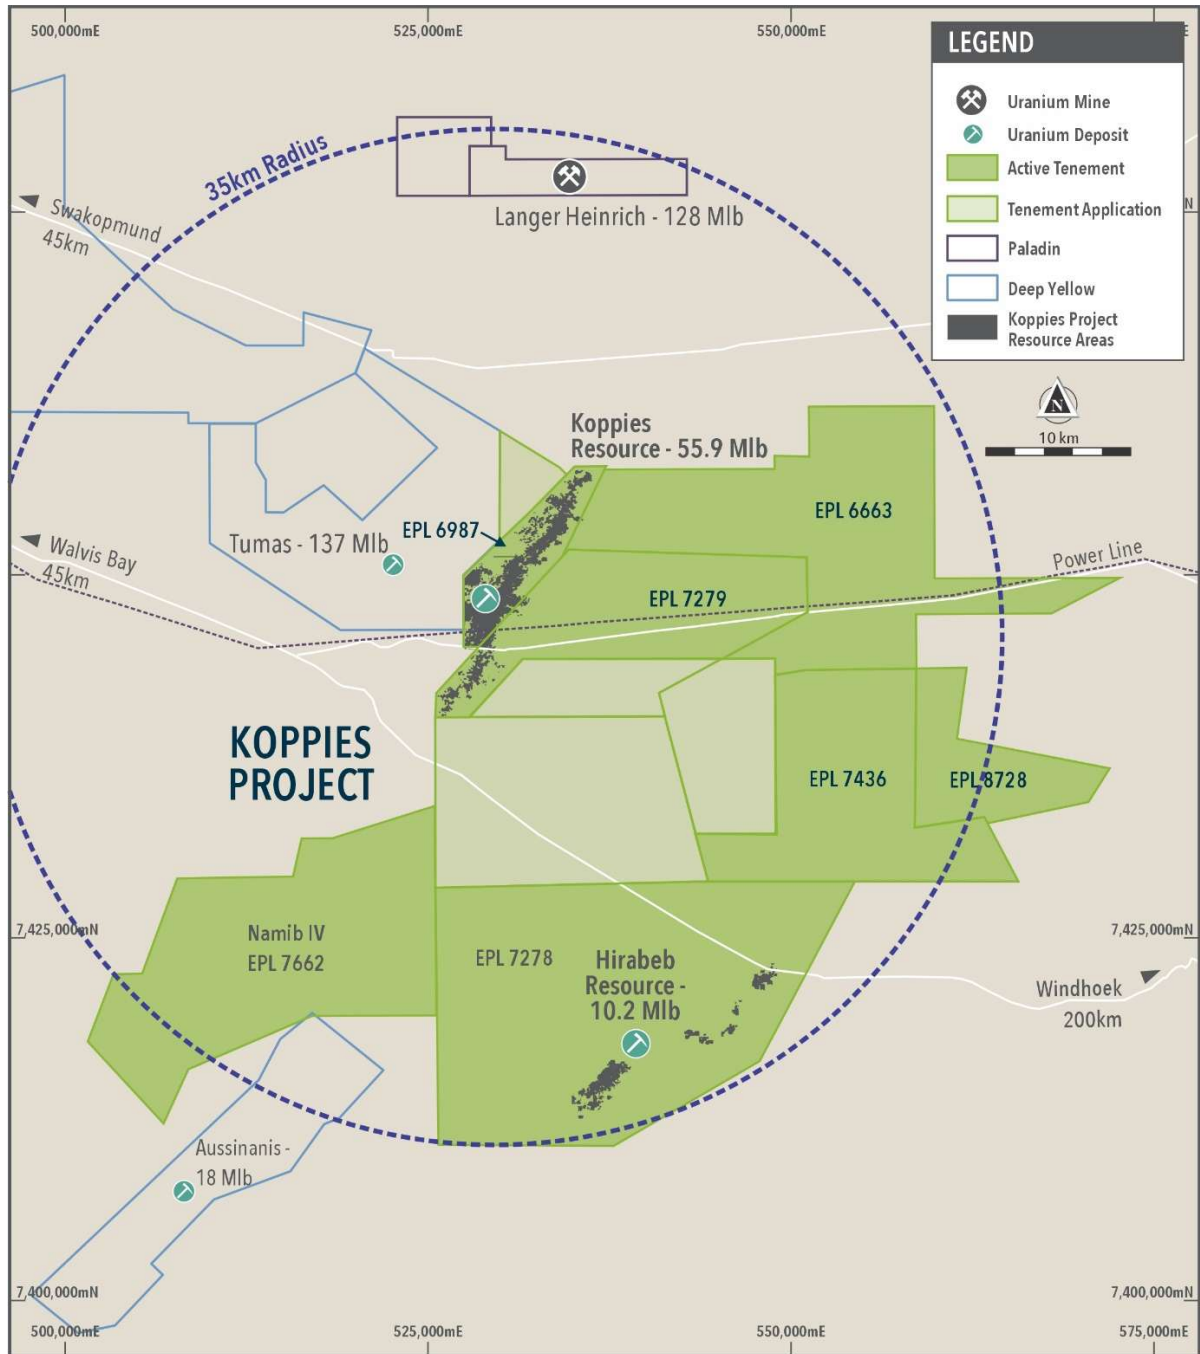 500,000mE
525,000mE
550,000mE
E
LEGEND
Uranium Mine
Uranium Deposit
Active Tenement
Tenement Application
Paladin
Deep Yellow
Koppies Project
Resource Areas
N
35km Radius
Swakopmund
45km
Langer Heinrich - 128 Mlb
N
10 km
Koppies
Resource - 55.9 Mlb
EPL 6663
EPL 6987
Tumas - 137 Mlb
Walvis Bay
45km
Power Line
EPL 7279
KOPPIES
PROJECT
EPL 7436
EPL 8728
7,425,000mN
7,425,000mN
Namib IV
EPL 7662
EPL 7278
Hirabeb
Resource -
10.2 Mlb
Windhoek
200km
Aussinanis -
18 Mlb
7,400,000mN
7,400,000mN
500,000mE
525,000mE
550,000mE
575,000mE